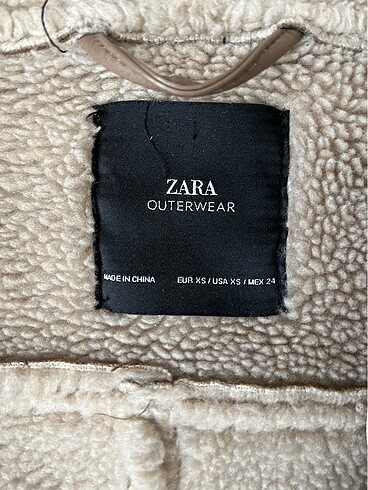 ZARA
OUTERWEAR
MADE IN CHINA EUR XS / USA XS / MEX 24